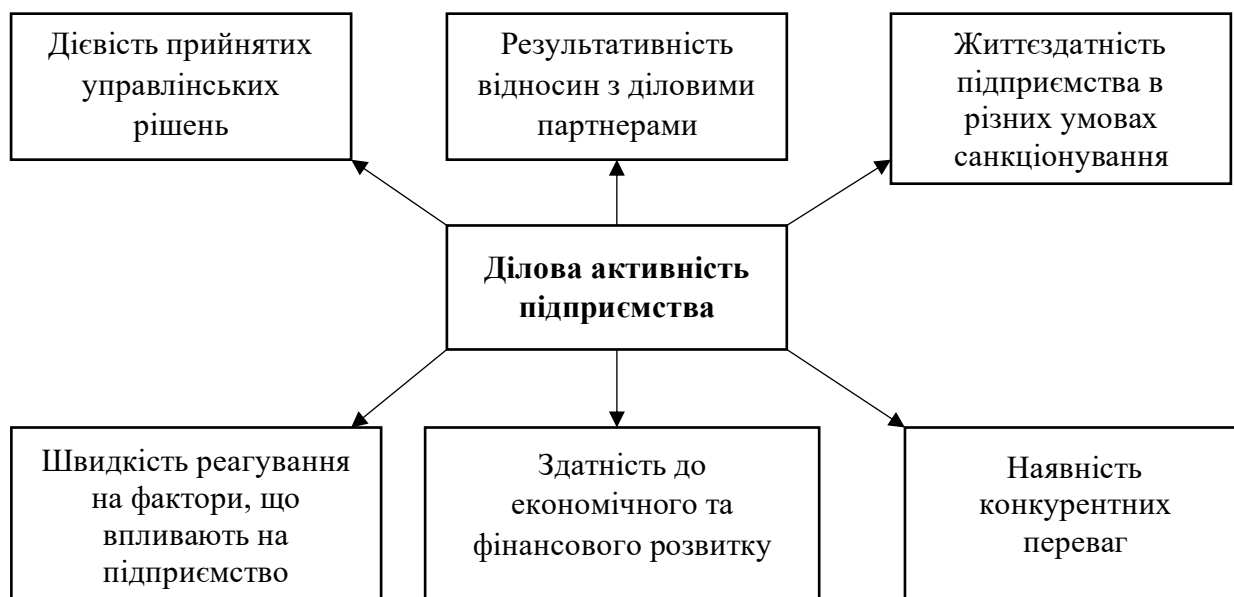 Дієвість прийнятих
управлінських
рішень
Результативність
відносин з діловими
партнерами
Життєздатність
підприємства в
різних умовах
санкціонування
Ділова активність
підприємства
Швидкість реагування
на фактори, що
впливають на
підприємство
Здатність до
економічного та
фінансового розвитку
Наявність
конкурентних
переваг